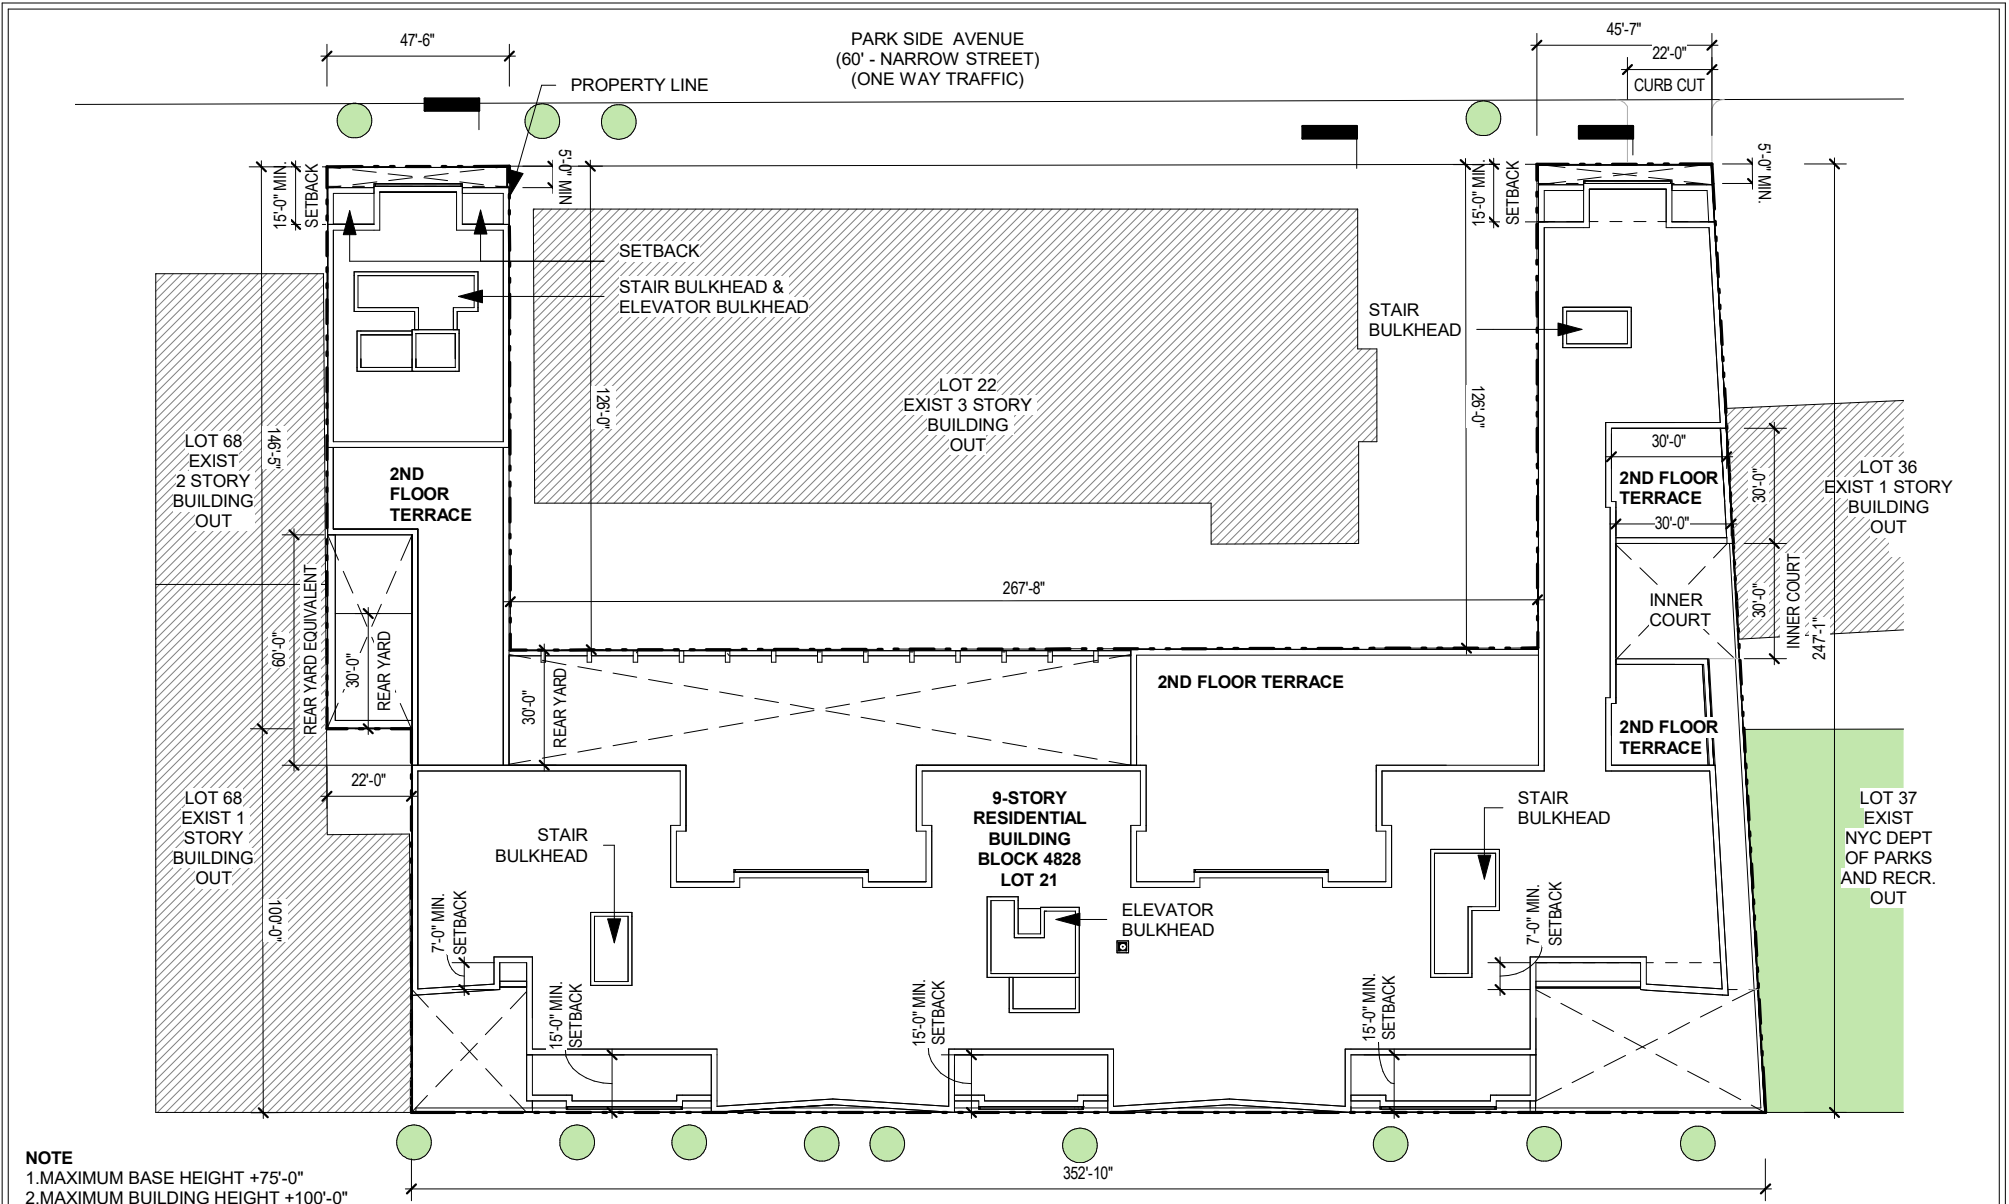 47'-6"
PARK SIDE AVENUE
(60' - NARROW STREET)
(ONE WAY TRAFFIC)
45'-7"
22'-0"
CURB CUT
PROPERTY LINE
15'-0" MIN.
SETBACK
5'-0" MIN
15'-0" MIN.
SETBACK
5'-0" MIN.
SETBACK
STAIR BULKHEAD &
ELEVATOR BULKHEAD
STAIR
BULKHEAD
LOT 22
EXIST 3 STORY
BUILDING
OUT
126'-0"
126'-0"
LOT 68
EXIST
2 STORY
BUILDING
OUT
146'-5"
2ND
FLOOR
TERRACE
30'-0"
2ND FLOOR
TERRACE
30'-0"
30'-0"
LOT 36
EXIST 1 STORY
BUILDING
OUT
INNER
COURT
30'-0"
INNER COURT
247'-1"
267'-8"
60'-0"
REAR YARD EQUIVALENT
30'-0"
REAR YARD
30'-0"
REAR YARD
2ND FLOOR TERRACE
2ND FLOOR
TERRACE
22'-0"
LOT 68
EXIST 1
STORY
BUILDING
OUT
100'-0"
STAIR
BULKHEAD
9-STORY
RESIDENTIAL
BUILDING
BLOCK 4828
LOT 21
STAIR
BULKHEAD
LOT 37
EXIST
NYC DEPT
OF PARKS
AND RECR.
OUT
ELEVATOR
BULKHEAD
7'-0" MIN.
SETBACK
7'-0" MIN.
SETBACK
15'-0" MIN.
SETBACK
15'-0" MIN.
SETBACK
15'-0" MIN.
SETBACK
352'-10"
NOTE
1.MAXIMUM BASE HEIGHT +75'-0"
2.MAXIMUM BUILDING HEIGHT +100'-0"